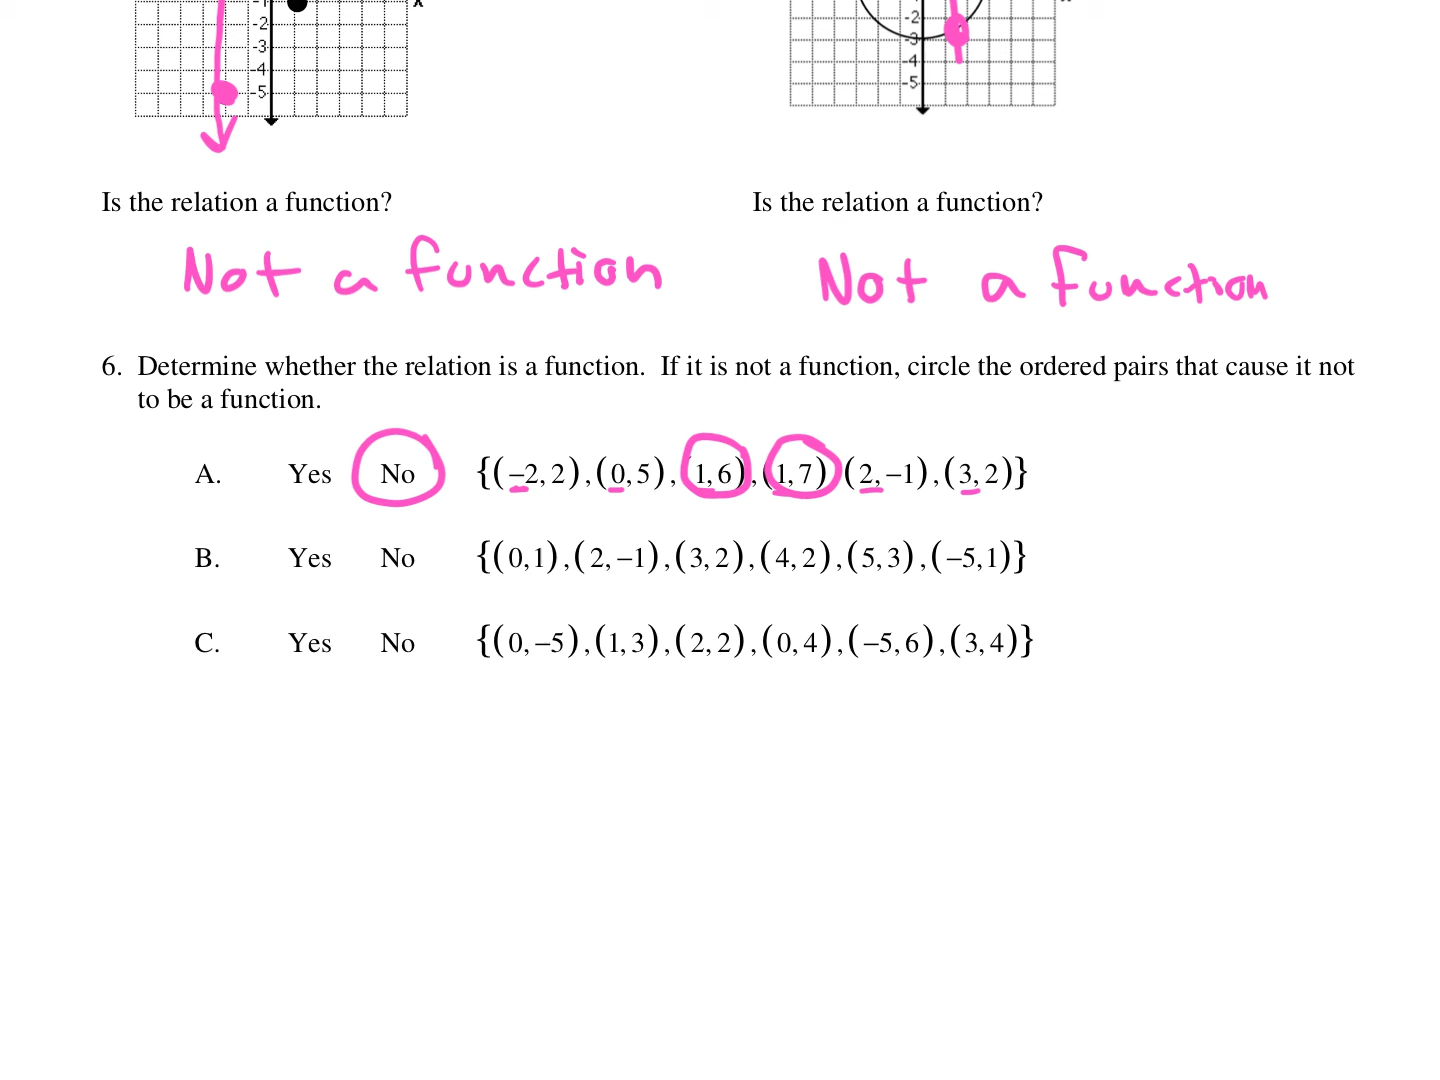 -1
x
-2
-3
-4
-5
-2
-3
-4
-5
Is the relation a function?
Is the relation a function?
Not a function
Not a function
6. Determine whether the relation is a function. If it is not a function, circle the ordered pairs that cause it not
to be a function.
A. Yes No {(–2,2),(0,5),(1,6),(1,7),(2,–1),(3,2)}
B. Yes No {(0,1),(2,–1),(3,2),(4,2),(5,3),(–5,1)}
C. Yes No {(0,–5),(1,3),(2,2),(0,4),(–5,6),(3,4)}